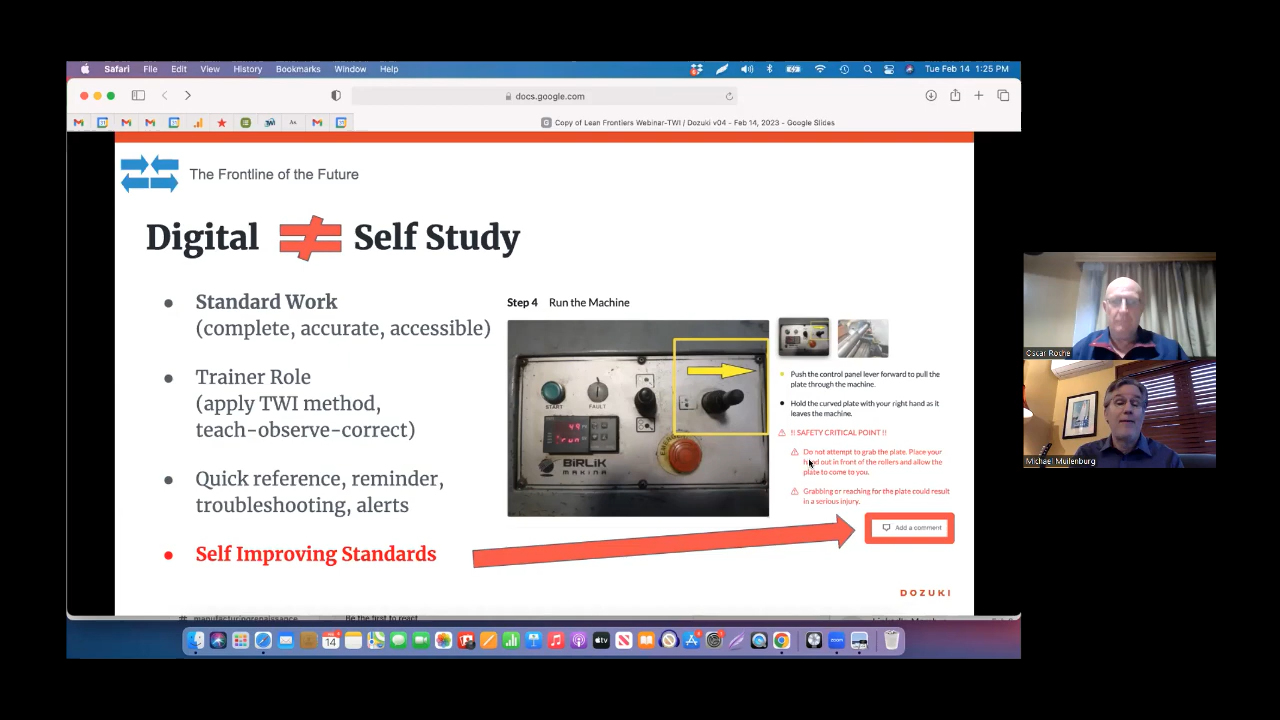 Safari File Edit View History Bookmarks Window Help
Tue Feb 14 1:25 PM
docs.google.com
Copy of Lean Frontiers Webinar-TWI / Dozuki v04 - Feb 14, 2023 - Google Slides
The Frontline of the Future
Digital ≠ Self Study
• Standard Work
(complete, accurate, accessible)
• Trainer Role
(apply TWI method,
teach-observe-correct)
• Quick reference, reminder,
troubleshooting, alerts
• Self Improving Standards
Step 4 Run the Machine
START
FAULT
run
EMERGENCY
BiRLiK
MAKINA
• Push the control panel lever forward to pull the
plate through the machine.
• Hold the curved plate with your right hand as it
leaves the machine.
!! SAFETY CRITICAL POINT !!
Do not attempt to grab the plate. Place your
hand out in front of the rollers and allow the
plate to come to you.
Grabbing or reaching for the plate could result
in a serious injury.
Add a comment
DOZUKI
# manufacturingrenaissance
Be the first to react
Oscar Roche
Michael Muilenburg